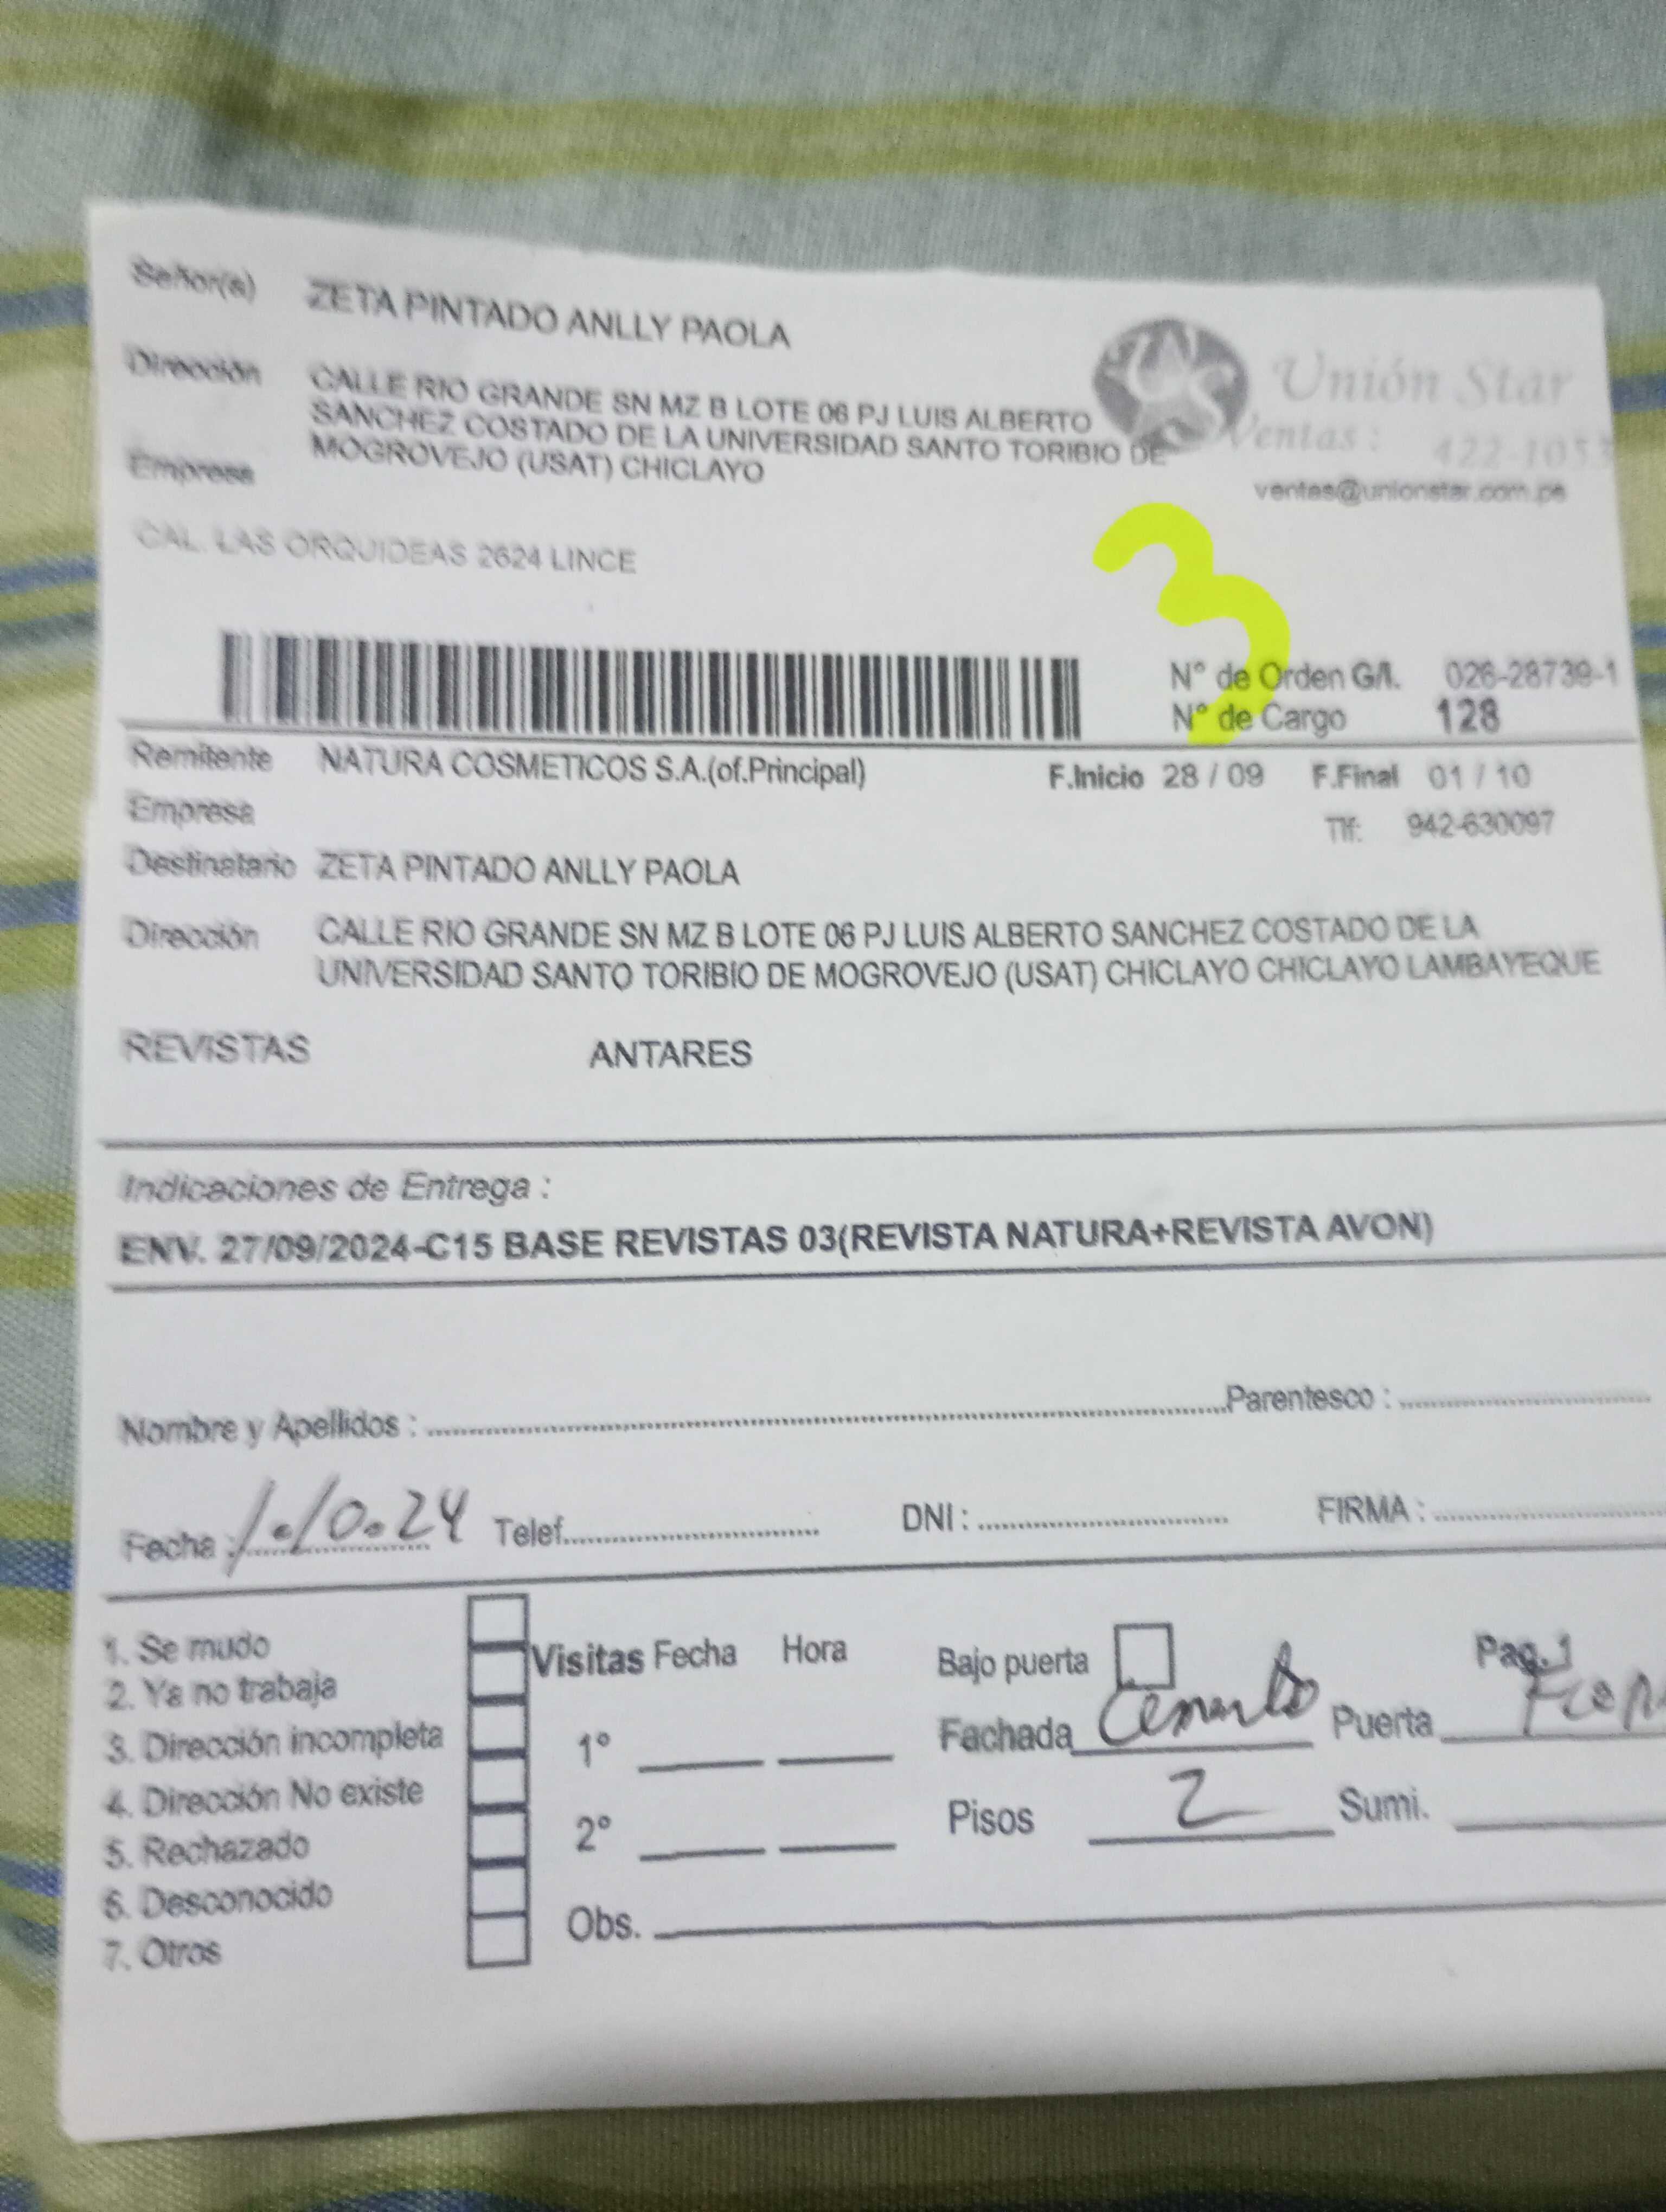 Señor(s) ZETA PINTADO ANLLY PAOLA
Dirección CALLE RIO GRANDE SN MZ B LOTE 06 PJ LUIS ALBERTO
SANCHEZ COSTADO DE LA UNIVERSIDAD SANTO TORIBIO DE
MOGROVEJO (USAT) CHICLAYO
Empresa
Unión Star
Ventas : 422-1053
ventas@unionstar.com.pe
CAL. LAS ORQUIDEAS 2624 LINCE
3
N° de Orden G/I. 026-28739-1
N° de Cargo 128
Remitente NATURA COSMETICOS S.A.(of.Principal) F.Inicio 28 / 09 F.Final 01 / 10
Empresa Tlf: 942-630097
Destinatario ZETA PINTADO ANLLY PAOLA
Dirección CALLE RIO GRANDE SN MZ B LOTE 06 PJ LUIS ALBERTO SANCHEZ COSTADO DE LA
UNIVERSIDAD SANTO TORIBIO DE MOGROVEJO (USAT) CHICLAYO CHICLAYO LAMBAYEQUE
REVISTAS ANTARES
Indicaciones de Entrega :
ENV. 27/09/2024-C15 BASE REVISTAS 03(REVISTA NATURA+REVISTA AVON)
Nombre y Apellidos : Parentesco :
Fecha : 1.10.24 Telef. DNI : FIRMA :
1. Se mudo
2. Ya no trabaja
3. Dirección incompleta
4. Dirección No existe
5. Rechazado
6. Desconocido
7. Otros
Visitas Fecha Hora
1°
2°
Obs.
Bajo puerta Pag.1
Fachada Cemento Puerta
Pisos 2 Sumi.